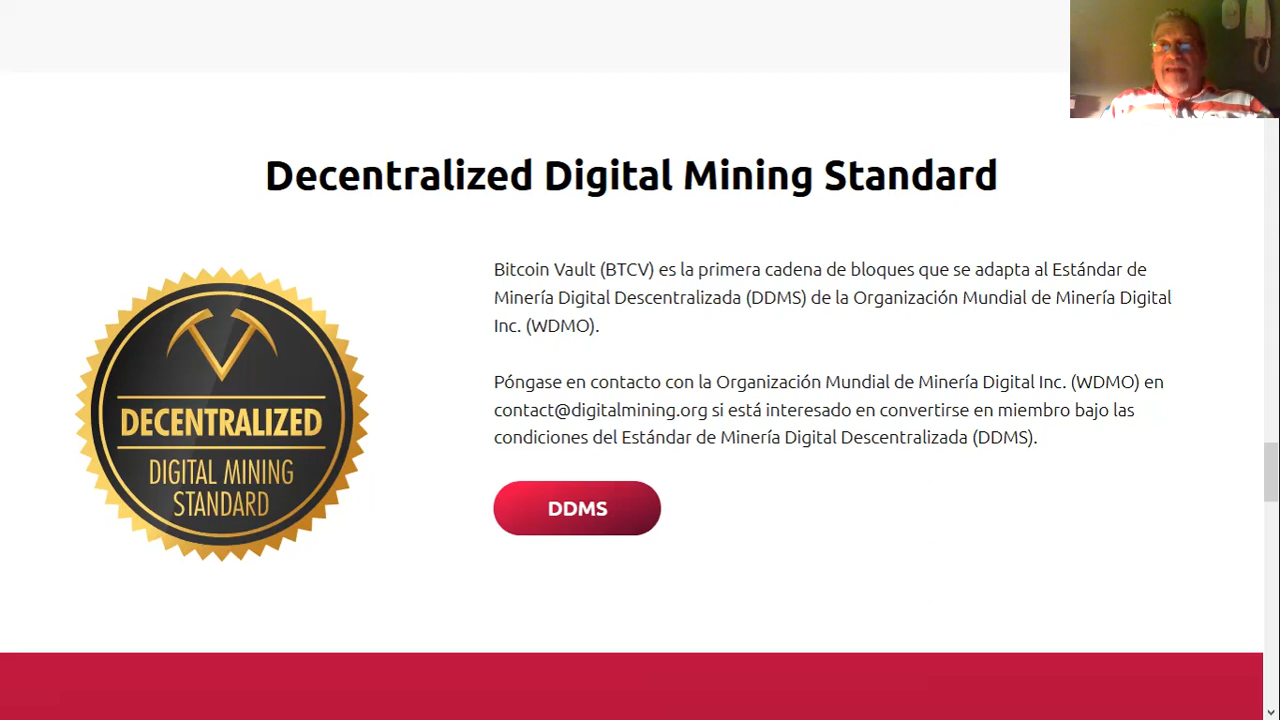 Decentralized Digital Mining Standard
Bitcoin Vault (BTCV) es la primera cadena de bloques que se adapta al Estándar de
Minería Digital Descentralizada (DDMS) de la Organización Mundial de Minería Digital
Inc. (WDMO).
Póngase en contacto con la Organización Mundial de Minería Digital Inc. (WDMO) en
contact@digitalmining.org si está interesado en convertirse en miembro bajo las
condiciones del Estándar de Minería Digital Descentralizada (DDMS).
DDMS
DECENTRALIZED
DIGITAL MINING
STANDARD